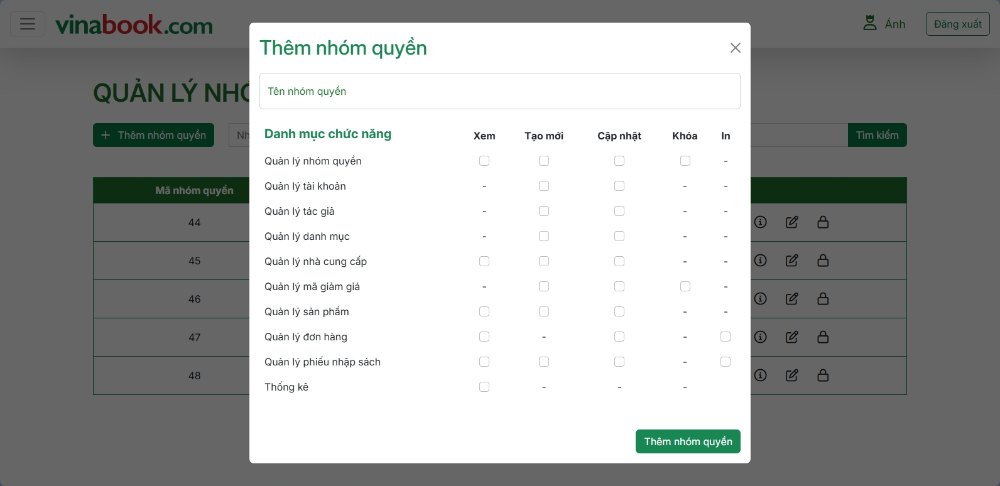 vinabook.com
Ánh
Đăng xuất
Thêm nhóm quyền
QUẢN LÝ NHÓ
Tên nhóm quyền
+ Thêm nhóm quyền
Nh
Tìm kiếm
Danh mục chức năng Xem Tạo mới Cập nhật Khóa In
Quản lý nhóm quyền -
Quản lý tài khoản - - -
Quản lý tác giả - - -
Quản lý danh mục - - -
Quản lý nhà cung cấp - -
Quản lý mã giảm giá - -
Quản lý sản phẩm - -
Quản lý đơn hàng - -
Quản lý phiếu nhập sách -
Thống kê - - -
Mã nhóm quyền
44
45
46
47
48
Thêm nhóm quyền